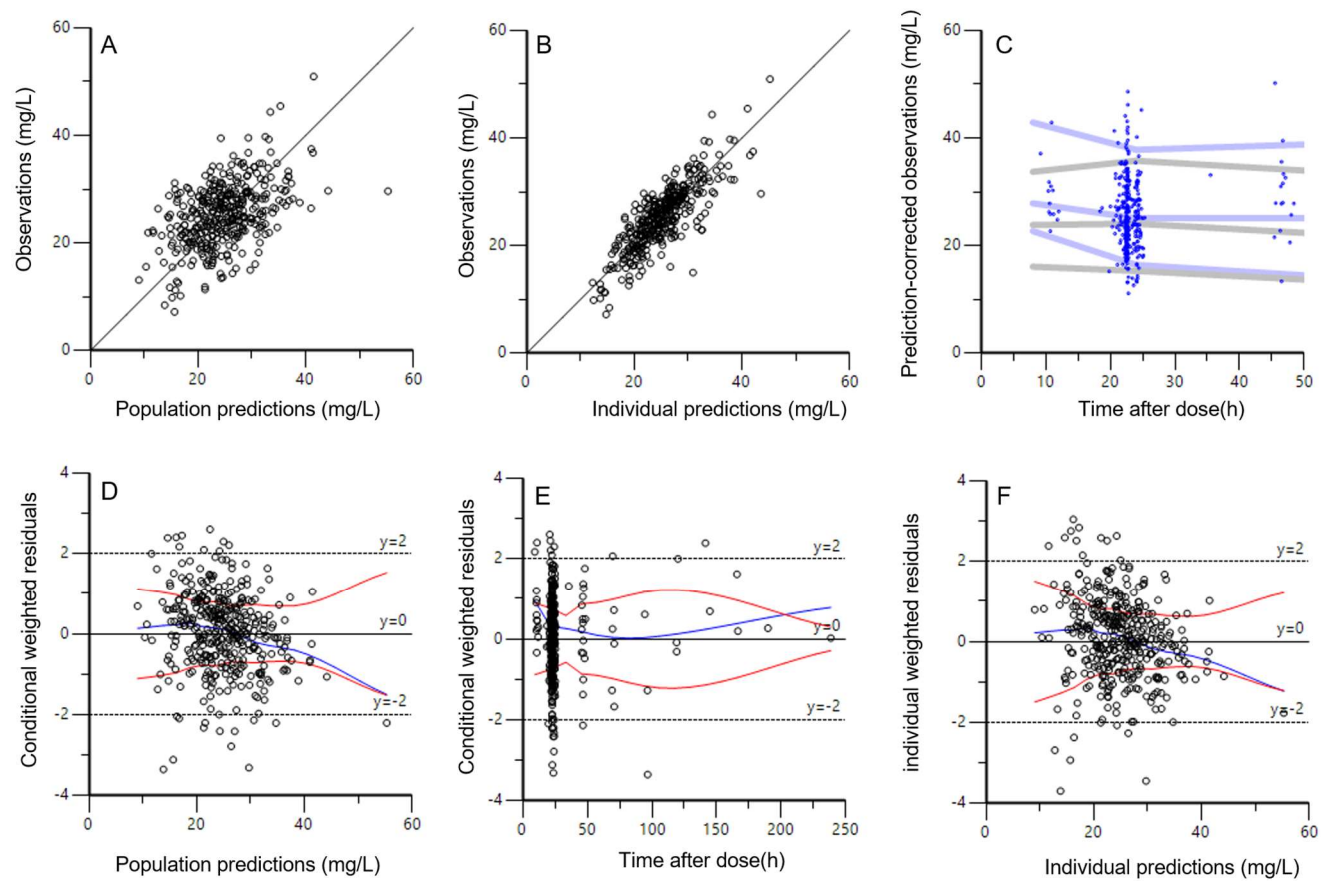 A
Observations (mg/L)
60
40
20
0
0
20
40
60
Population predictions (mg/L)
B
Observations (mg/L)
60
40
20
0
0
20
40
60
Individual predictions (mg/L)
C
Prediction-corrected observations (mg/L)
60
40
20
0
0
10
20
30
40
50
Time after dose(h)
D
Conditional weighted residuals
4
2
0
-2
-4
y=2
y=0
y=-2
0
20
40
60
Population predictions (mg/L)
E
Conditional weighted residuals
4
2
0
-2
-4
y=2
y=0
y=-2
0
50
100
150
200
250
Time after dose(h)
F
individual weighted residuals
4
2
0
-2
-4
y=2
y=0
y=-2
0
20
40
60
Individual predictions (mg/L)